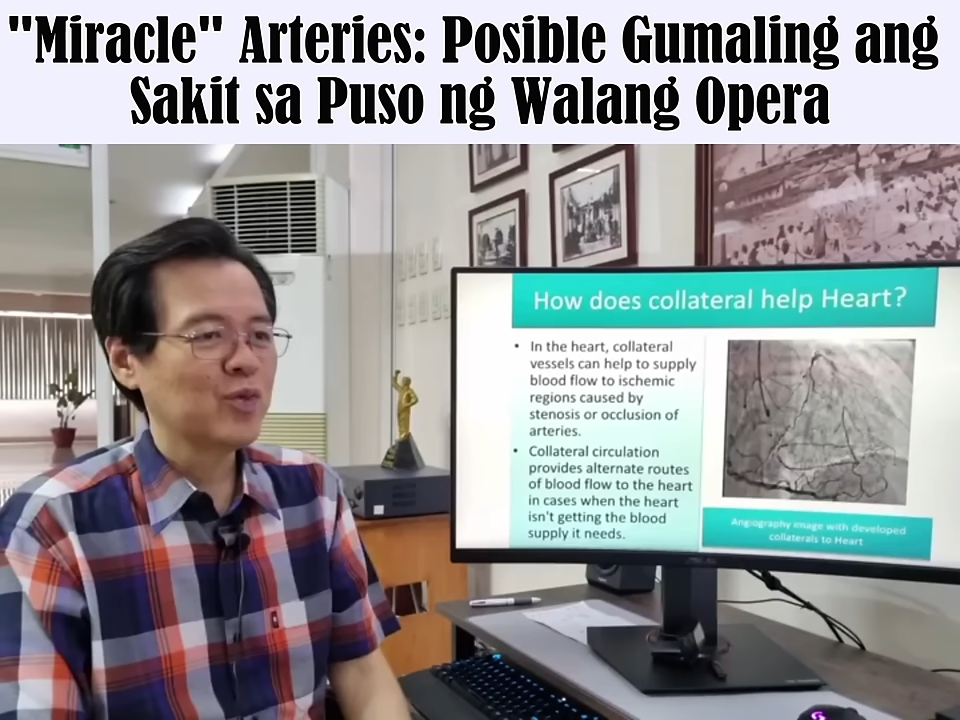 "Miracle" Arteries: Posible Gumaling ang
Sakit sa Puso ng Walang Opera
How does collateral help Heart?
• In the heart, collateral
vessels can help to supply
blood flow to ischemic
regions caused by
stenosis or occlusion of
arteries.
• Collateral circulation
provides alternate routes
of blood flow to the heart
in cases when the heart
isn't getting the blood
supply it needs.
Angiography image with developed
collaterals to Heart